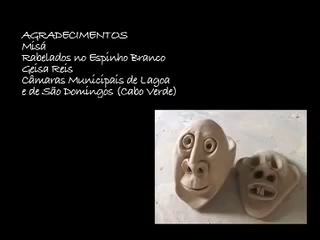 AGRADECIMENTOS
Misá
Rabelados no Espinho Branco
Geisa Reis
Câmaras Municipais de Lagoa
e de São Domingos (Cabo Verde)